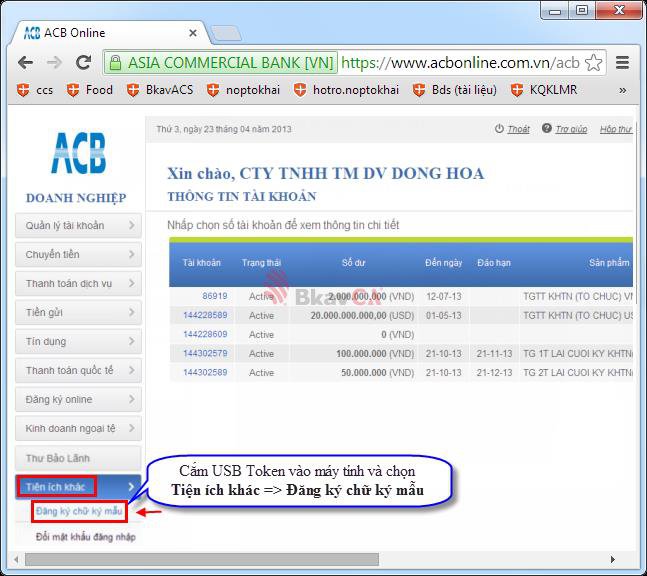 ACB Online
ASIA COMMERCIAL BANK [VN] https://www.acbonline.com.vn/acb
ccs Food BkavACS noptokhai hotro.noptokhai Bds (tài liệu) KQKLMR »
ACB
DOANH NGHIỆP
Thứ 3, ngày 23 tháng 04 năm 2013 Thoát Trợ giúp Hộp thư
Xin chào, CTY TNHH TM DV DONG HOA
THÔNG TIN TÀI KHOẢN
Nhấp chọn số tài khoản để xem thông tin chi tiết
Quản lý tài khoản
Chuyển tiền
Thanh toán dịch vụ
Tiền gửi
Tín dụng
Thanh toán quốc tế
Đăng ký online
Kinh doanh ngoại tệ
Thư Bảo Lãnh
Tiện ích khác
Đăng ký chữ ký mẫu
Đổi mật khẩu đăng nhập
Tài khoản Trạng thái Số dư Đến ngày Đáo hạn Sản phẩm
86919 Active 2.000.000.000 (VND) 12-07-13 TGTT KHTN (TO CHUC) VN
144228589 Active 20.000.000.000,00 (USD) 01-05-13 TGTT KHTN (TO CHUC) US
144228609 Active 0 (VND)
144302579 Active 100.000.000 (VND) 21-10-13 21-11-13 TG 1T LAI CUOI KY KHTN(
144302589 Active 50.000.000 (VND) 21-10-13 21-12-13 TG 2T LAI CUOI KY KHTN(
BkavCA
Cắm USB Token vào máy tính và chọn
Tiện ích khác => Đăng ký chữ ký mẫu